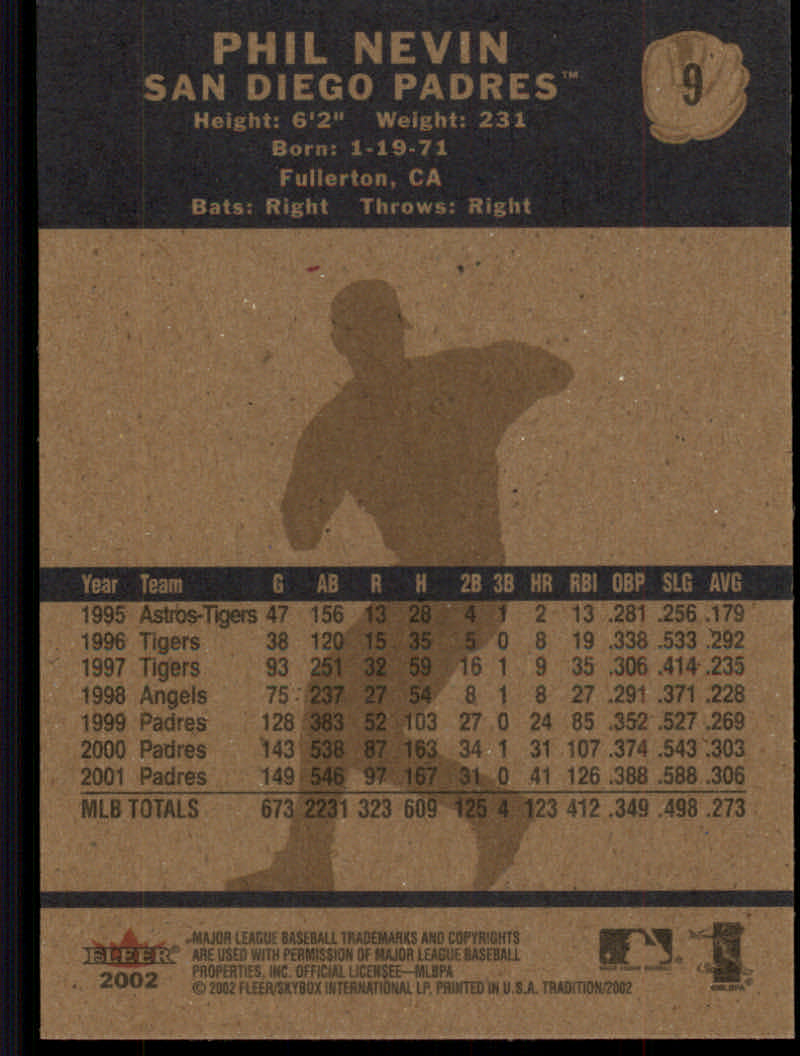 PHIL NEVIN
9
SAN DIEGO PADRES™
Height: 6'2" Weight: 231
Born: 1-19-71
Fullerton, CA
Bats: Right Throws: Right
Year Team G AB R H 2B 3B HR RBI OBP SLG AVG
1995 Astros-Tigers 47 156 13 28 4 1 2 13 .281 .256 .179
1996 Tigers 38 120 15 35 5 0 8 19 .338 .533 .292
1997 Tigers 93 251 32 59 16 1 9 35 .306 .414 .235
1998 Angels 75 237 27 54 8 1 8 27 .291 .371 .228
1999 Padres 128 383 52 103 27 0 24 85 .352 .527 .269
2000 Padres 143 538 87 163 34 1 31 107 .374 .543 .303
2001 Padres 149 546 97 167 31 0 41 126 .388 .588 .306
MLB TOTALS 673 2231 323 609 125 4 123 412 .349 .498 .273
FLEER®
2002
MAJOR LEAGUE BASEBALL TRADEMARKS AND COPYRIGHTS
ARE USED WITH PERMISSION OF MAJOR LEAGUE BASEBALL
PROPERTIES, INC. OFFICIAL LICENSEE—MLBPA
© 2002 FLEER/SKYBOX INTERNATIONAL LP. PRINTED IN U.S.A. TRADITION/2002